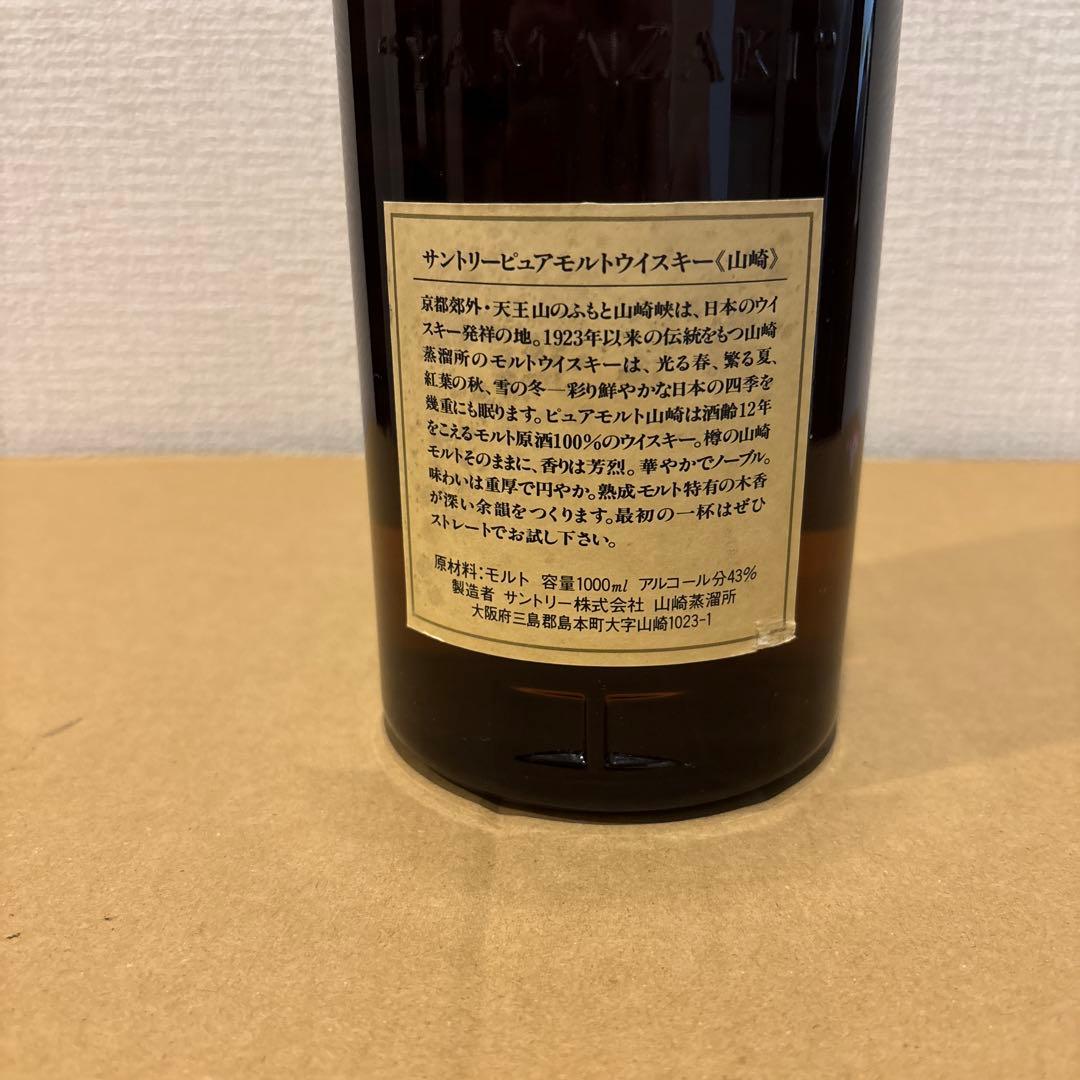 "YAMAZAKI"
サントリーピュアモルトウイスキー《山崎》
京都郊外・天王山のふもと山崎峡は、日本のウイ
スキー発祥の地。1923年以来の伝統をもつ山崎
蒸溜所のモルトウイスキーは、光る春、繁る夏、
紅葉の秋、雪の冬—彩り鮮やかな日本の四季を
幾重にも眠ります。ピュアモルト山崎は酒齢12年
をこえるモルト原酒100%のウイスキー。樽の山崎
モルトそのままに、香りは芳烈。華やかでノーブル。
味わいは重厚で円やか。熟成モルト特有の木香
が深い余韻をつくります。最初の一杯はぜひ
ストレートでお試し下さい。
原材料:モルト 容量1000ml アルコール分43%
製造者 サントリー株式会社 山崎蒸溜所
大阪府三島郡島本町大字山崎1023-1